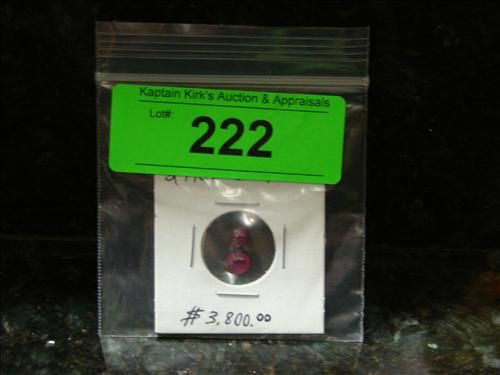 Kaptain Kirk's Auction & Appraisals
Lot#:
222
$ 3,800.00